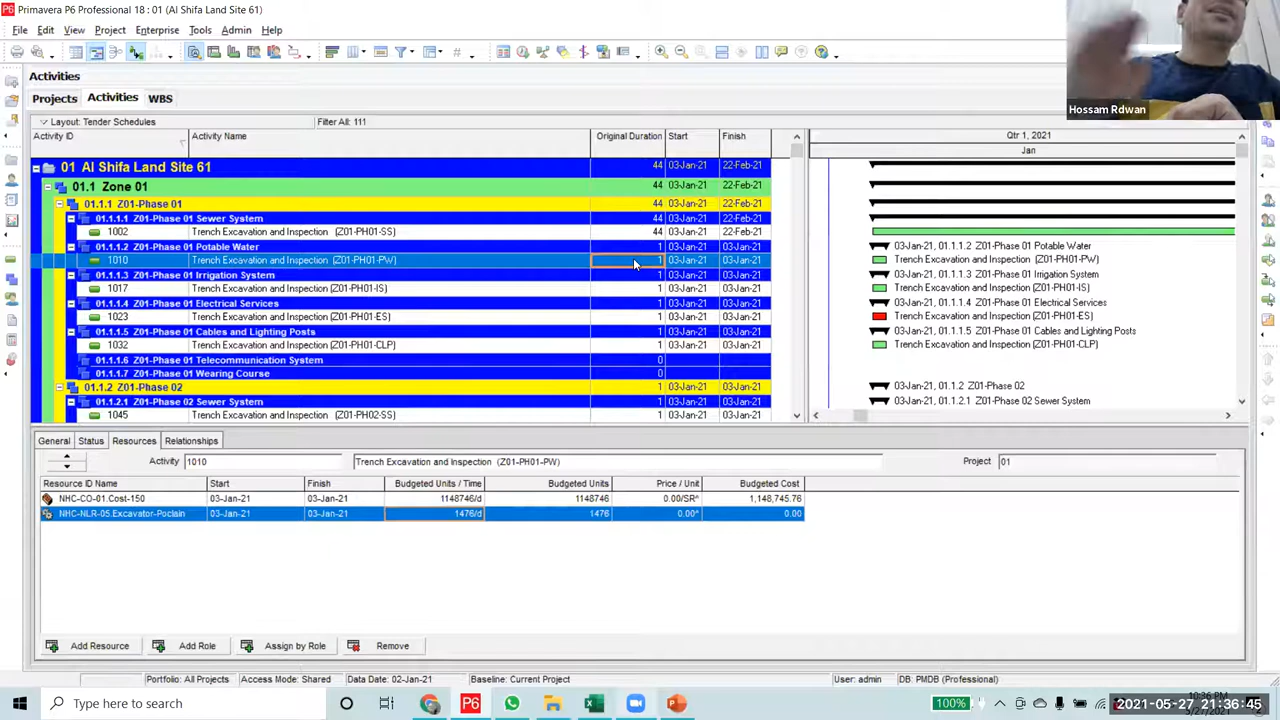 Primavera P6 Professional 18 : 01 (Al Shifa Land Site 61)
File Edit View Project Enterprise Tools Admin Help
Hossam Rdwan
Activities
Projects Activities WBS
Layout: Tender Schedules Filter All: 111
Activity ID Activity Name Original Duration Start Finish Qtr 1, 2021
Jan
01 Al Shifa Land Site 61 44 03-Jan-21 22-Feb-21
01.1 Zone 01 44 03-Jan-21 22-Feb-21
01.1.1 Z01-Phase 01 44 03-Jan-21 22-Feb-21
01.1.1.1 Z01-Phase 01 Sewer System 44 03-Jan-21 22-Feb-21
1002 Trench Excavation and Inspection (Z01-PH01-SS) 44 03-Jan-21 22-Feb-21
01.1.1.2 Z01-Phase 01 Potable Water 1 03-Jan-21 03-Jan-21 03-Jan-21, 01.1.1.2 Z01-Phase 01 Potable Water
1010 Trench Excavation and Inspection (Z01-PH01-PW) 1 03-Jan-21 03-Jan-21 Trench Excavation and Inspection (Z01-PH01-PW)
01.1.1.3 Z01-Phase 01 Irrigation System 1 03-Jan-21 03-Jan-21 03-Jan-21, 01.1.1.3 Z01-Phase 01 Irrigation System
1017 Trench Excavation and Inspection (Z01-PH01-IS) 1 03-Jan-21 03-Jan-21 Trench Excavation and Inspection (Z01-PH01-IS)
01.1.1.4 Z01-Phase 01 Electrical Services 1 03-Jan-21 03-Jan-21 03-Jan-21, 01.1.1.4 Z01-Phase 01 Electrical Services
1023 Trench Excavation and Inspection (Z01-PH01-ES) 1 03-Jan-21 03-Jan-21 Trench Excavation and Inspection (Z01-PH01-ES)
01.1.1.5 Z01-Phase 01 Cables and Lighting Posts 1 03-Jan-21 03-Jan-21 03-Jan-21, 01.1.1.5 Z01-Phase 01 Cables and Lighting Posts
1032 Trench Excavation and Inspection (Z01-PH01-CLP) 1 03-Jan-21 03-Jan-21 Trench Excavation and Inspection (Z01-PH01-CLP)
01.1.1.6 Z01-Phase 01 Telecommunication System 0
01.1.1.7 Z01-Phase 01 Wearing Course 0
01.1.2 Z01-Phase 02 1 03-Jan-21 03-Jan-21 03-Jan-21, 01.1.2 Z01-Phase 02
01.1.2.1 Z01-Phase 02 Sewer System 1 03-Jan-21 03-Jan-21 03-Jan-21, 01.1.2.1 Z01-Phase 02 Sewer System
1045 Trench Excavation and Inspection (Z01-PH02-SS) 1 03-Jan-21 03-Jan-21 Trench Excavation and Inspection (Z01-PH02-SS)
General Status Resources Relationships
Activity 1010 Trench Excavation and Inspection (Z01-PH01-PW) Project 01
Resource ID Name Start Finish Budgeted Units / Time Budgeted Units Price / Unit Budgeted Cost
NHC-CO-01.Cost-150 03-Jan-21 03-Jan-21 1148746/d 1148746 0.00/SR^ 1,148,745.76
NHC-NLR-05.Excavator-Poclain 03-Jan-21 03-Jan-21 1476/d 1476 0.00^ 0.00
Add Resource Add Role Assign by Role Remove
Portfolio: All Projects Access Mode: Shared Data Date: 02-Jan-21 Baseline: Current Project User: admin DB: PMDB (Professional)
Type here to search P6 100% 10:36 PM
2021-05-27 21:36:45